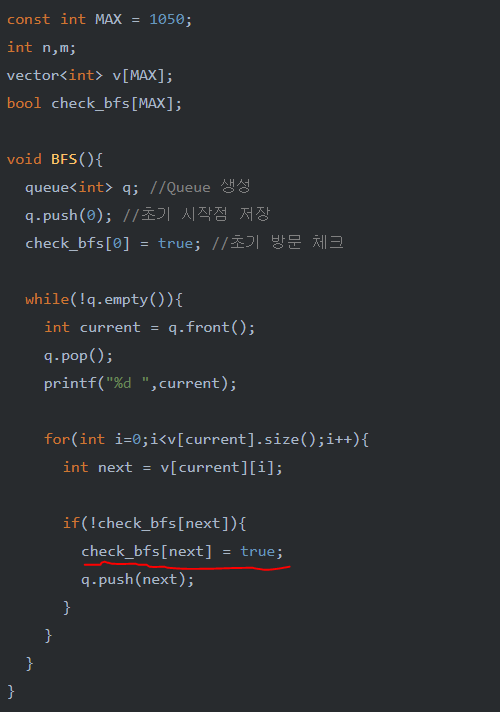 const int MAX = 1050;
int n,m;
vector<int> v[MAX];
bool check_bfs[MAX];
void BFS(){
queue<int> q; //Queue 생성
q.push(0); //초기 시작점 저장
check_bfs[0] = true; //초기 방문 체크
while(!q.empty()){
int current = q.front();
q.pop();
printf("%d ",current);
for(int i=0;i<v[current].size();i++){
int next = v[current][i];
if(!check_bfs[next]){
check_bfs[next] = true;
q.push(next);
}
}
}
}